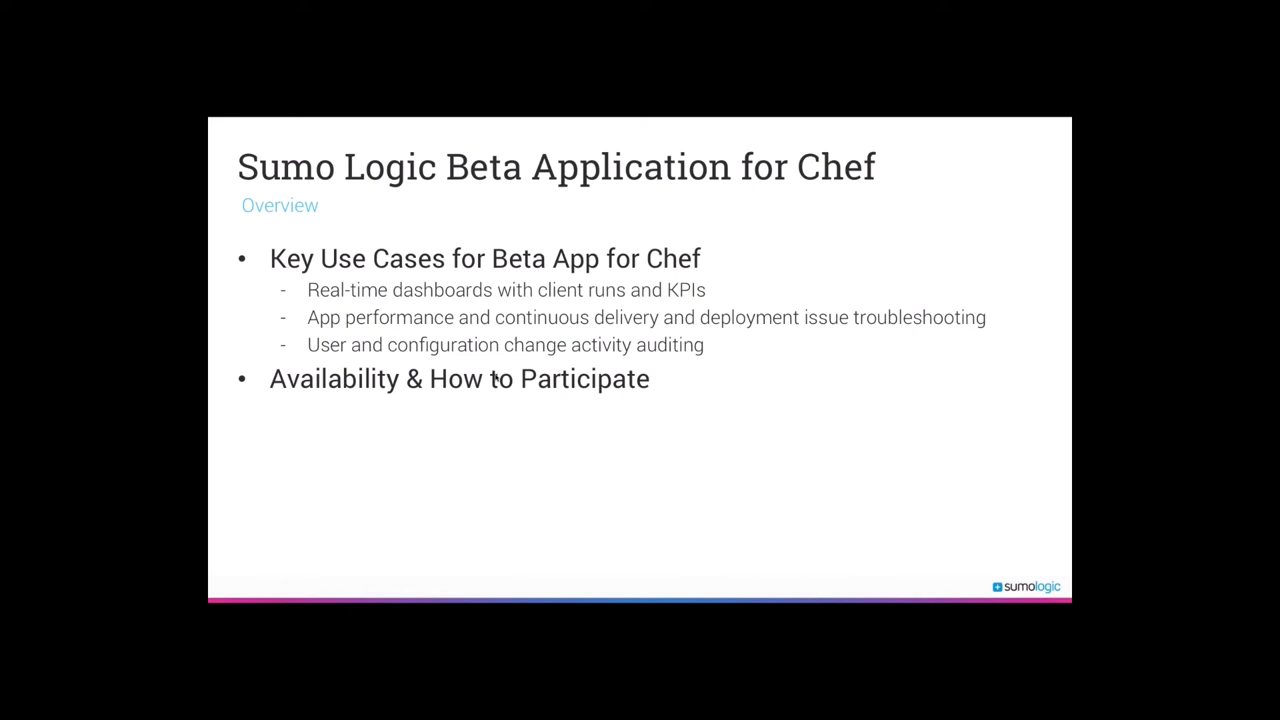 Sumo Logic Beta Application for Chef
Overview
• Key Use Cases for Beta App for Chef
- Real-time dashboards with client runs and KPIs
- App performance and continuous delivery and deployment issue troubleshooting
- User and configuration change activity auditing
• Availability & How to Participate
sumologic